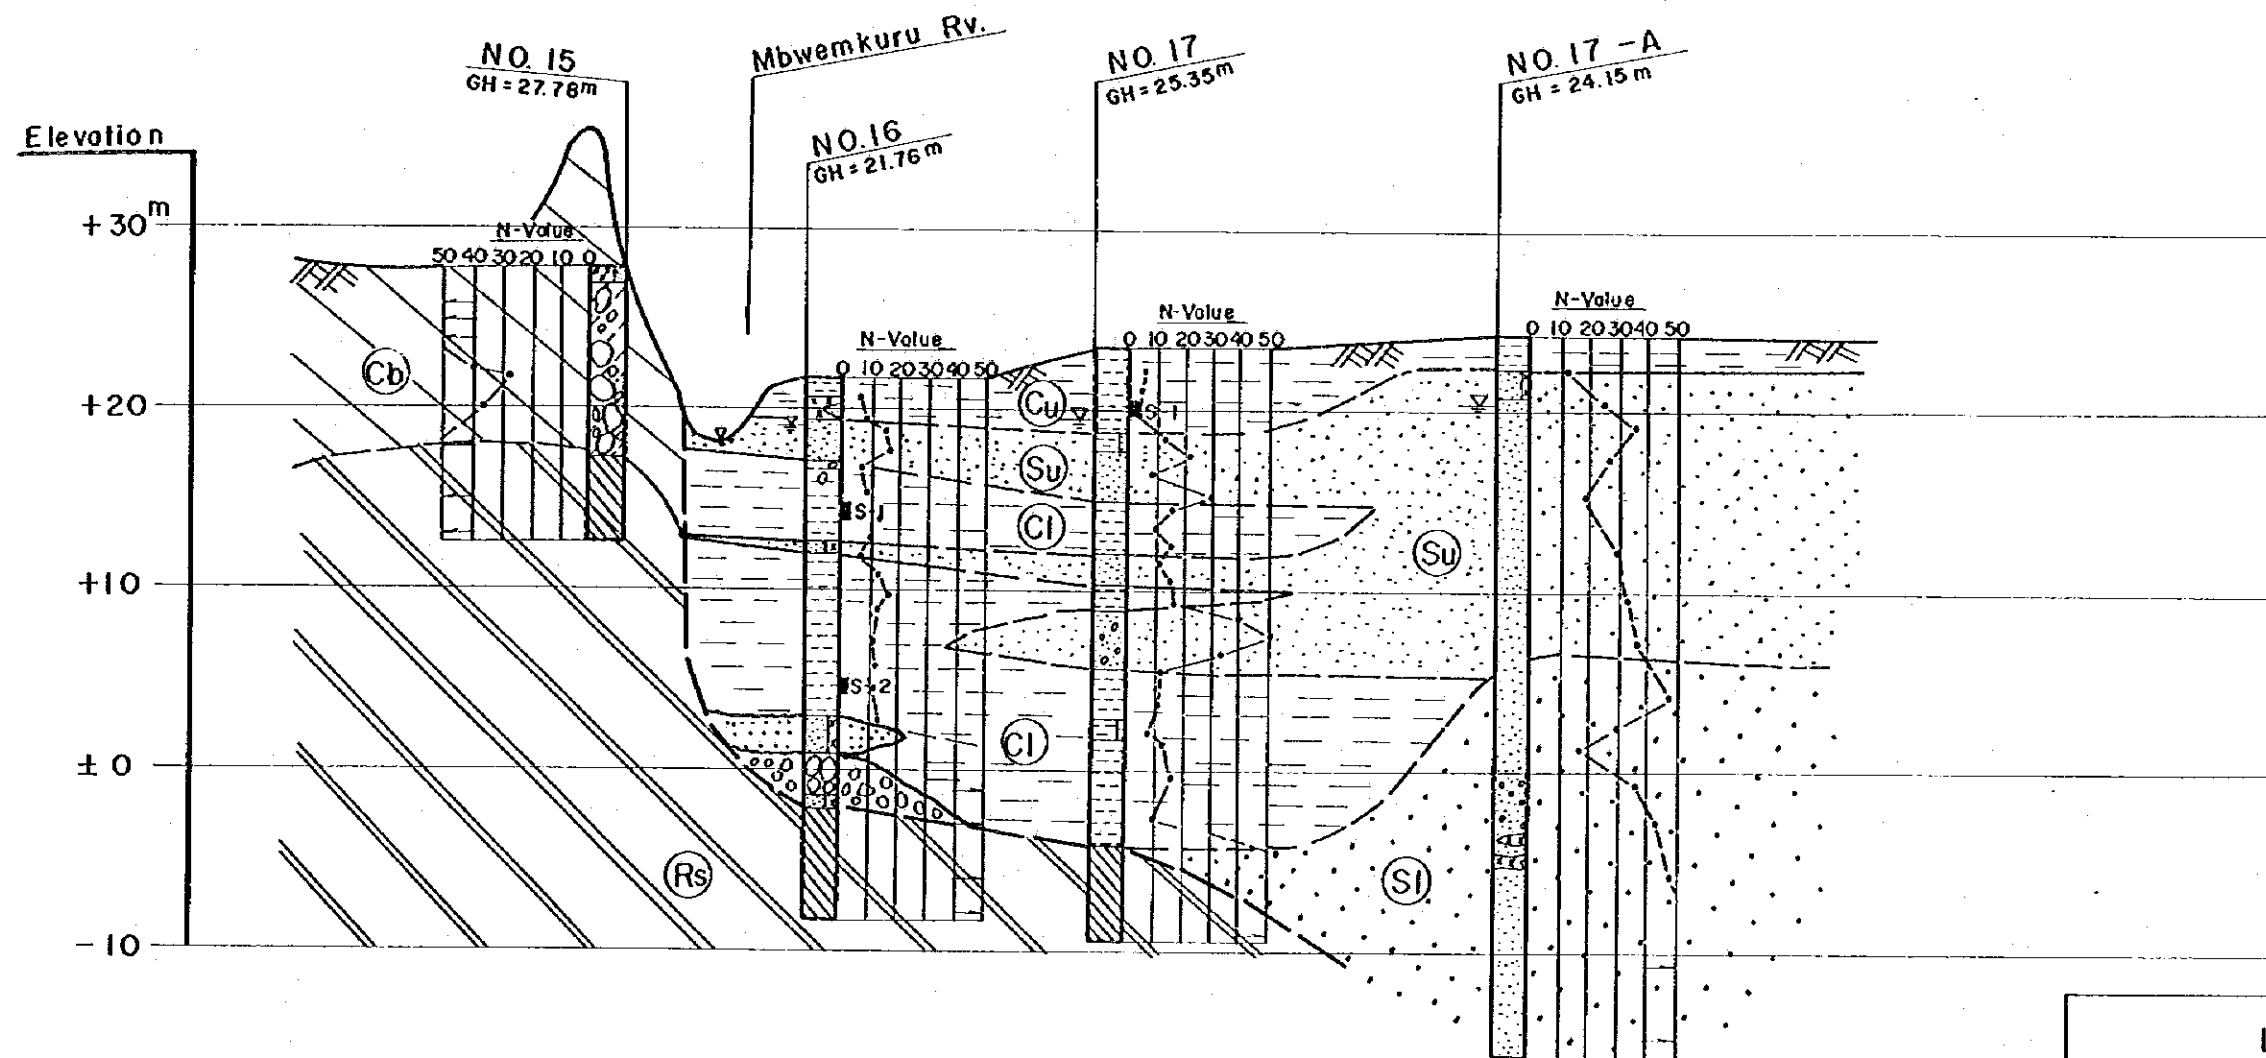 Mbwemkuru Rv.
NO. 15
GH = 27.78m
NO. 17
GH = 25.35m
NO. 17 -A
GH = 24.15 m
NO. 16
GH = 21.76 m
Elevation
+30 m
+20
+10
± 0
-10
N-Value
50 40 30 20 10 0
N-Value
0 10 20 30 40 50
N-Value
0 10 20 30 40 50
N-Value
0 10 20 30 40 50
Cb
Cu
S-1
Su
Cl
S-1
Su
S-2
Cl
Rs
Sl